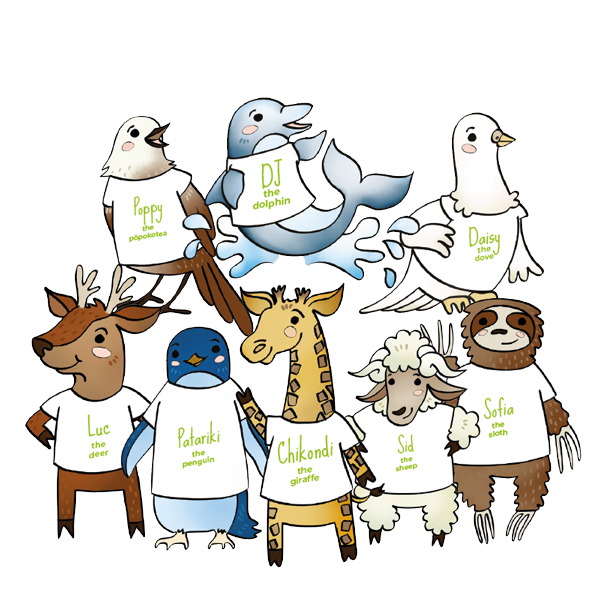 Poppy
the
pōpokotea
DJ
the
dolphin
Daisy
the
dove
Luc
the
deer
Patariki
the
penguin
Chikondi
the
giraffe
Sid
the
sheep
Sofia
the
sloth